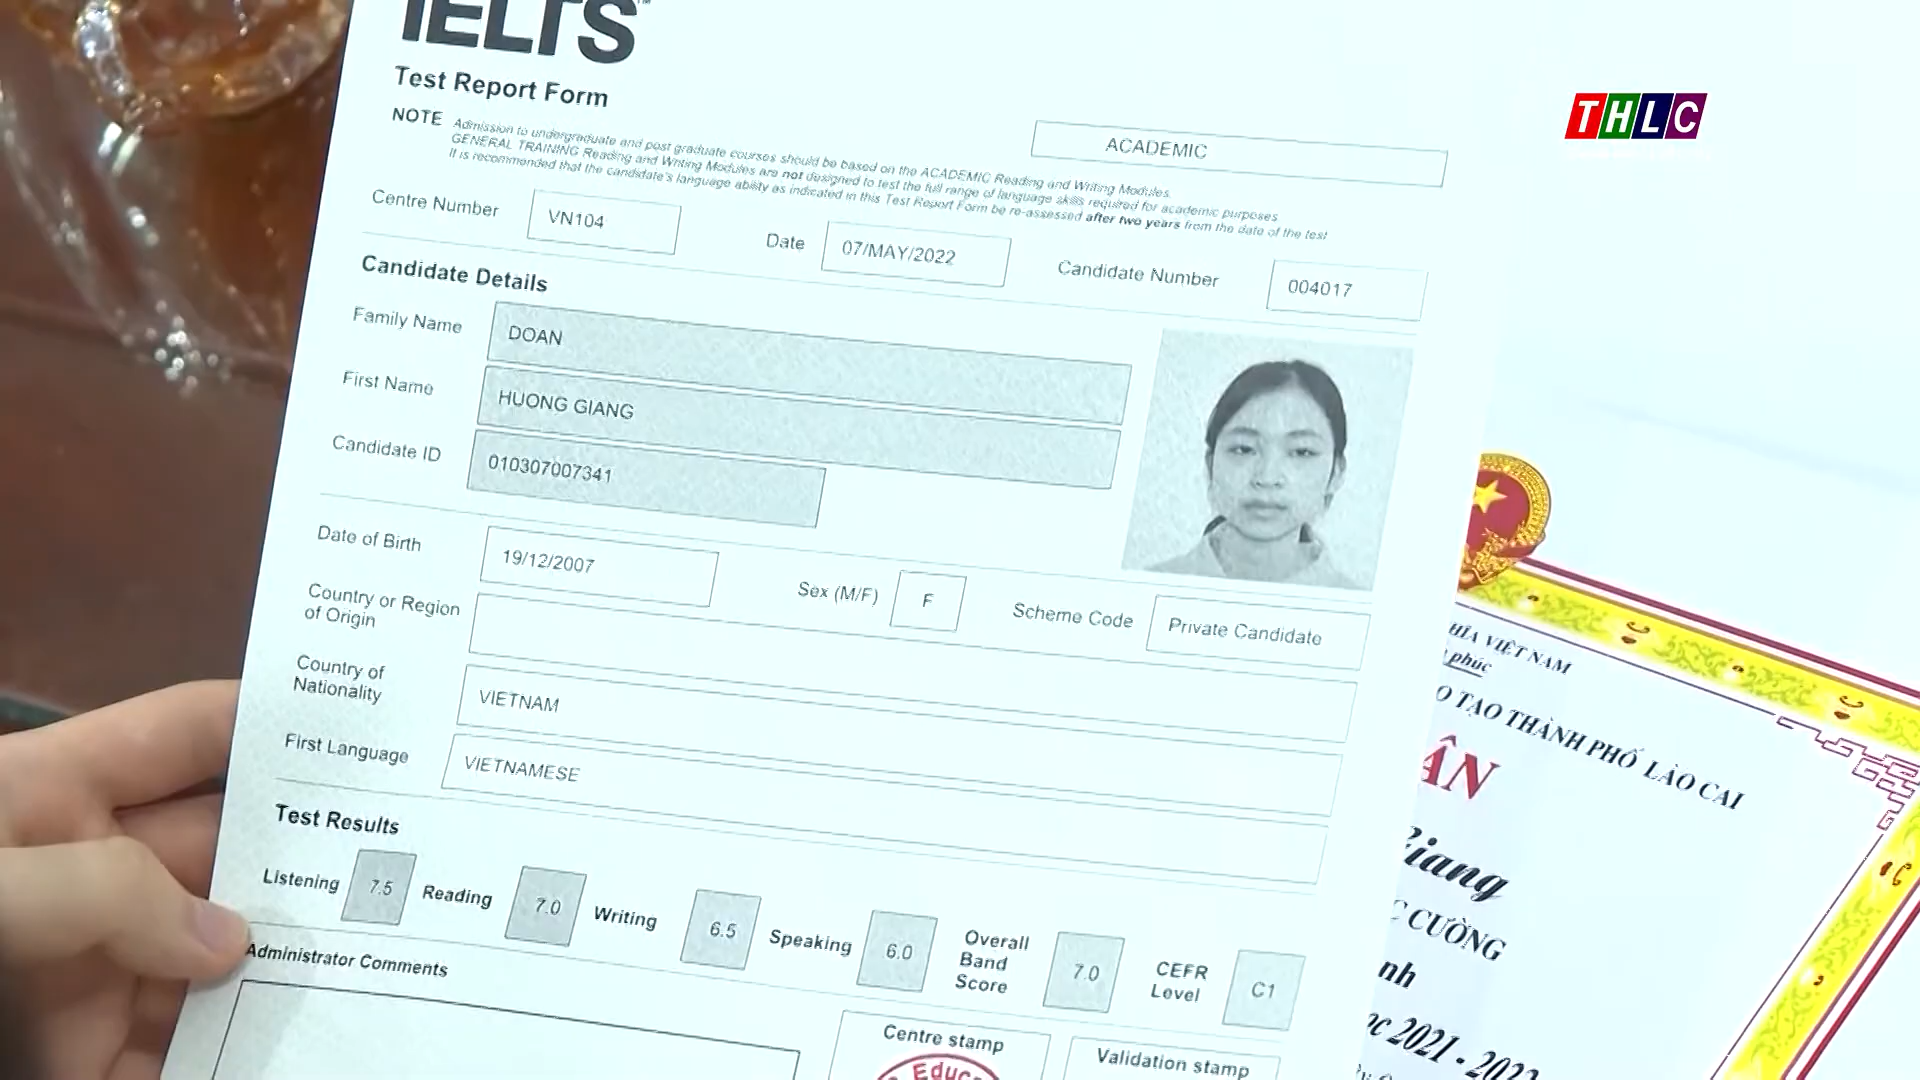 IELTS
Test Report Form
THLC
NOTE Admission to undergraduate and post graduate courses should be based on the ACADEMIC Reading and Writing Modules.
GENERAL TRAINING Reading and Writing Modules are not designed to test the full range of language skills required for academic purposes
It is recommended that the candidate's language ability as indicated in this Test Report Form be re-assessed after two years from the date of the test
ACADEMIC
Centre Number VN104 Date 07/MAY/2022 Candidate Number 004017
Candidate Details
Family Name DOAN
First Name HUONG GIANG
Candidate ID 010307007341
Date of Birth 19/12/2007 Sex (M/F) F Scheme Code Private Candidate
Country or Region
of Origin
Country of
Nationality VIETNAM
First Language VIETNAMESE
Test Results
Listening 7.5 Reading 7.0 Writing 6.5 Speaking 6.0 Overall Band Score 7.0 CEFR Level C1
Administrator Comments
Centre stamp
Validation stamp
HĨA VIỆT NAM
phúc
O TẠO THÀNH PHỐ LÀO CAI
ÂN
Giang
C CƯỜNG
nh
2021 - 2022